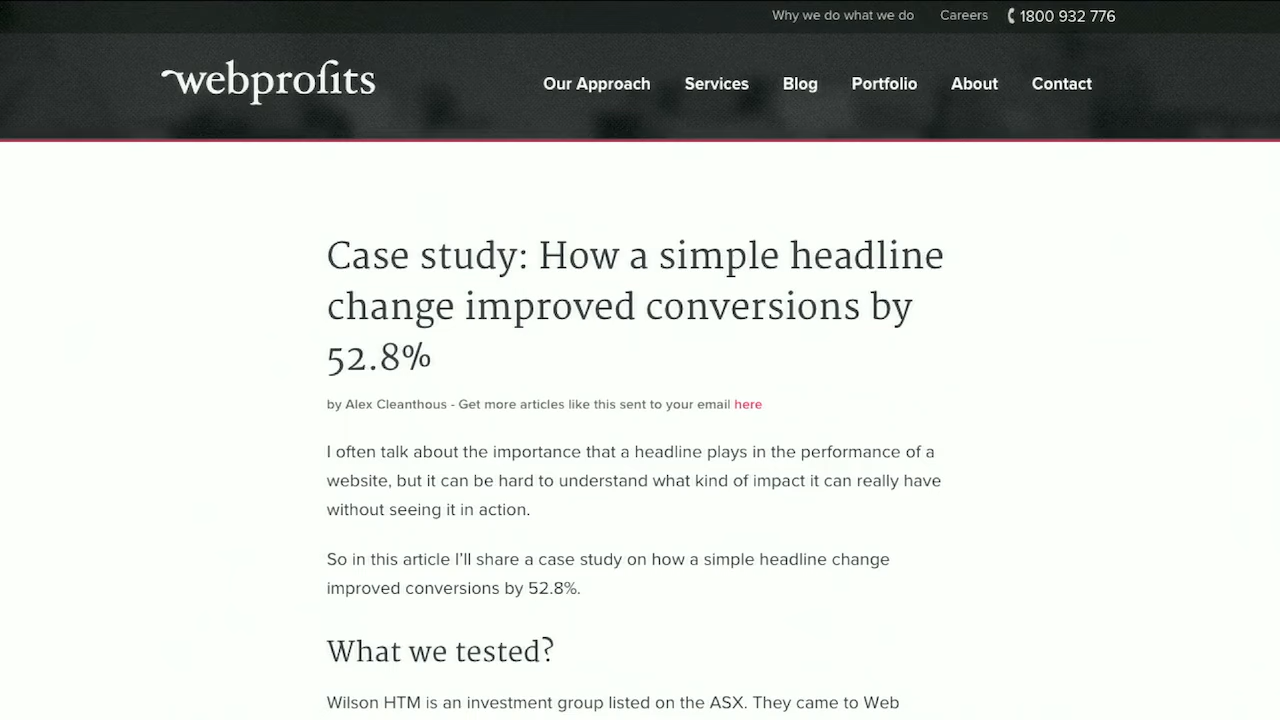 Why we do what we do Careers 1800 932 776
webprofits
Our Approach Services Blog Portfolio About Contact
Case study: How a simple headline
change improved conversions by
52.8%
by Alex Cleanthous - Get more articles like this sent to your email here
I often talk about the importance that a headline plays in the performance of a
website, but it can be hard to understand what kind of impact it can really have
without seeing it in action.
So in this article I'll share a case study on how a simple headline change
improved conversions by 52.8%.
What we tested?
Wilson HTM is an investment group listed on the ASX. They came to Web